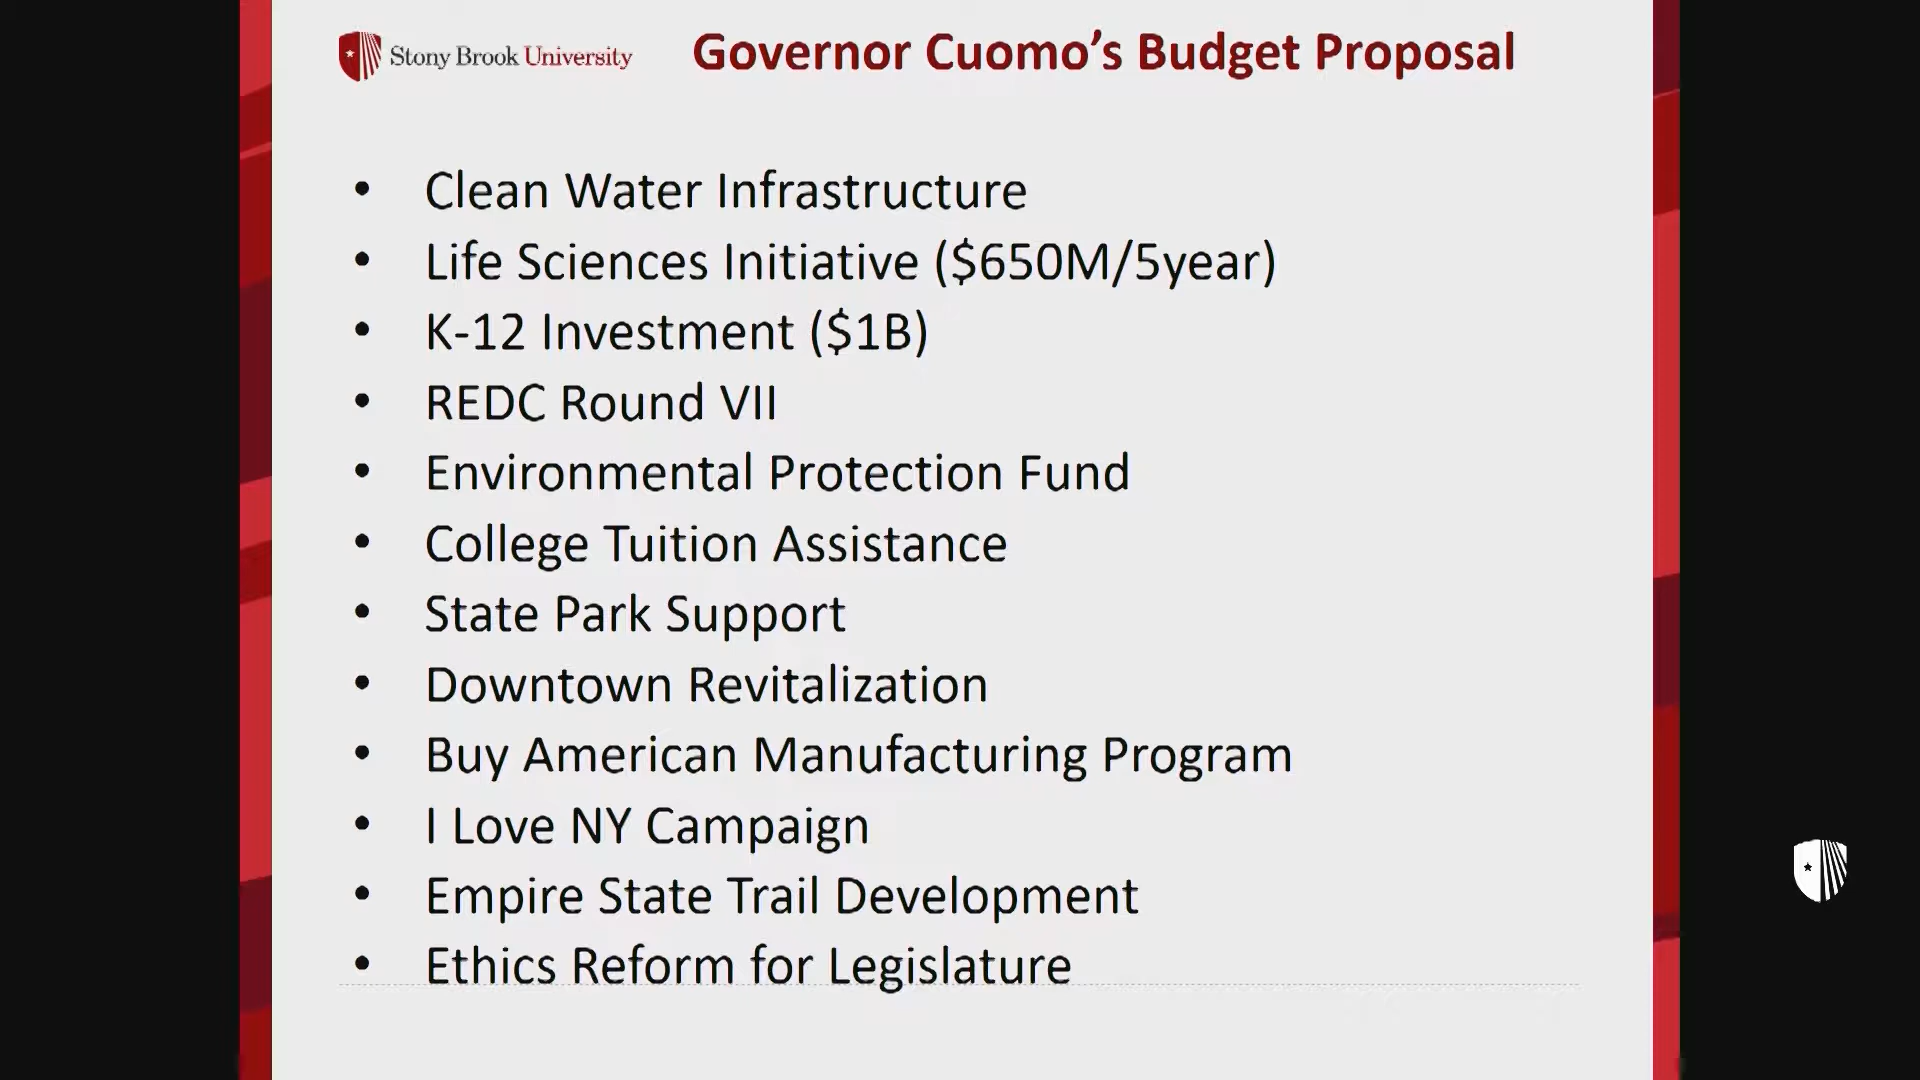 Stony Brook University
Governor Cuomo’s Budget Proposal
• Clean Water Infrastructure
• Life Sciences Initiative ($650M/5year)
• K-12 Investment ($1B)
• REDC Round VII
• Environmental Protection Fund
• College Tuition Assistance
• State Park Support
• Downtown Revitalization
• Buy American Manufacturing Program
• I Love NY Campaign
• Empire State Trail Development
• Ethics Reform for Legislature